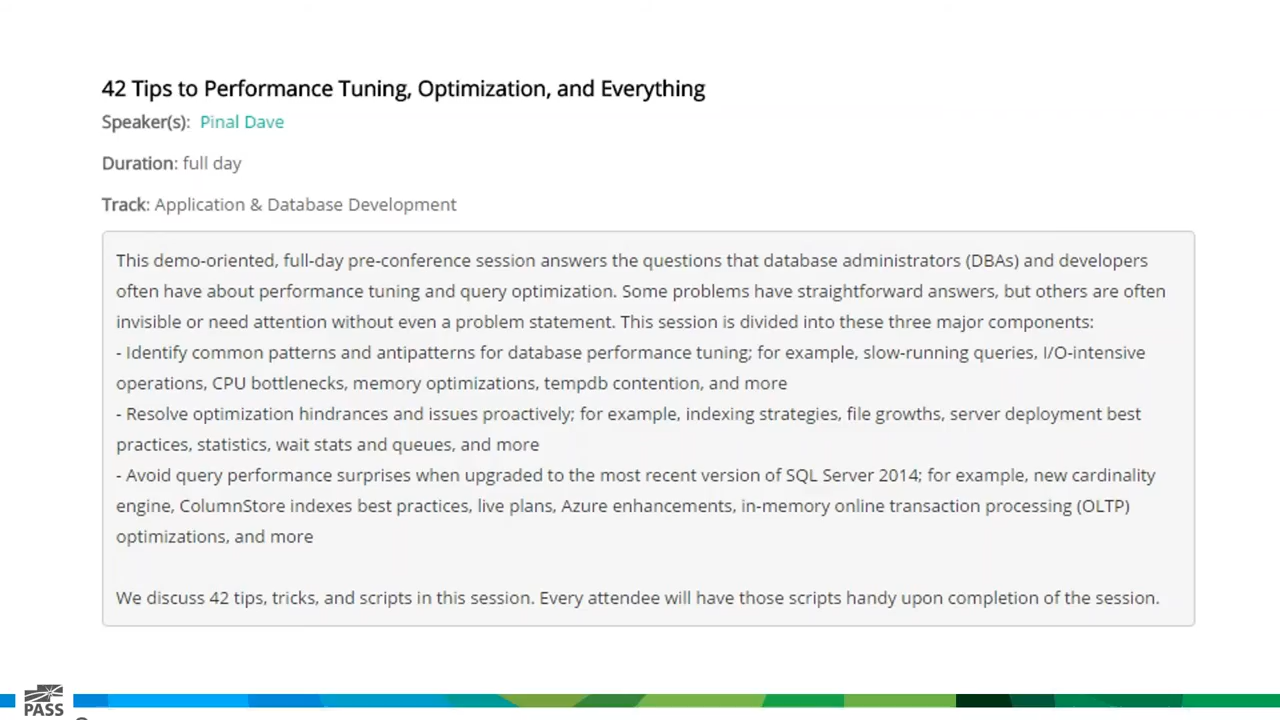 42 Tips to Performance Tuning, Optimization, and Everything
Speaker(s): Pinal Dave
Duration: full day
Track: Application & Database Development
This demo-oriented, full-day pre-conference session answers the questions that database administrators (DBAs) and developers
often have about performance tuning and query optimization. Some problems have straightforward answers, but others are often
invisible or need attention without even a problem statement. This session is divided into these three major components:
- Identify common patterns and antipatterns for database performance tuning; for example, slow-running queries, I/O-intensive
operations, CPU bottlenecks, memory optimizations, tempdb contention, and more
- Resolve optimization hindrances and issues proactively; for example, indexing strategies, file growths, server deployment best
practices, statistics, wait stats and queues, and more
- Avoid query performance surprises when upgraded to the most recent version of SQL Server 2014; for example, new cardinality
engine, ColumnStore indexes best practices, live plans, Azure enhancements, in-memory online transaction processing (OLTP)
optimizations, and more
We discuss 42 tips, tricks, and scripts in this session. Every attendee will have those scripts handy upon completion of the session.
PASS